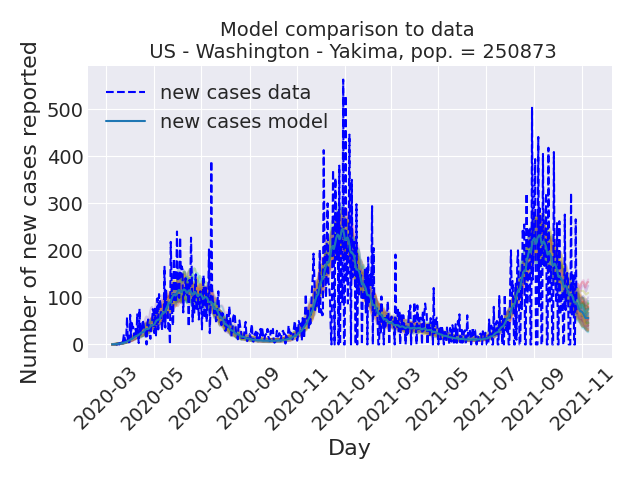 Model comparison to data
US - Washington - Yakima, pop. = 250873
Number of new cases reported
new cases data
new cases model
500
400
300
200
100
0
2020-03
2020-05
2020-07
2020-09
2020-11
2021-01
2021-03
2021-05
2021-07
2021-09
2021-11
Day